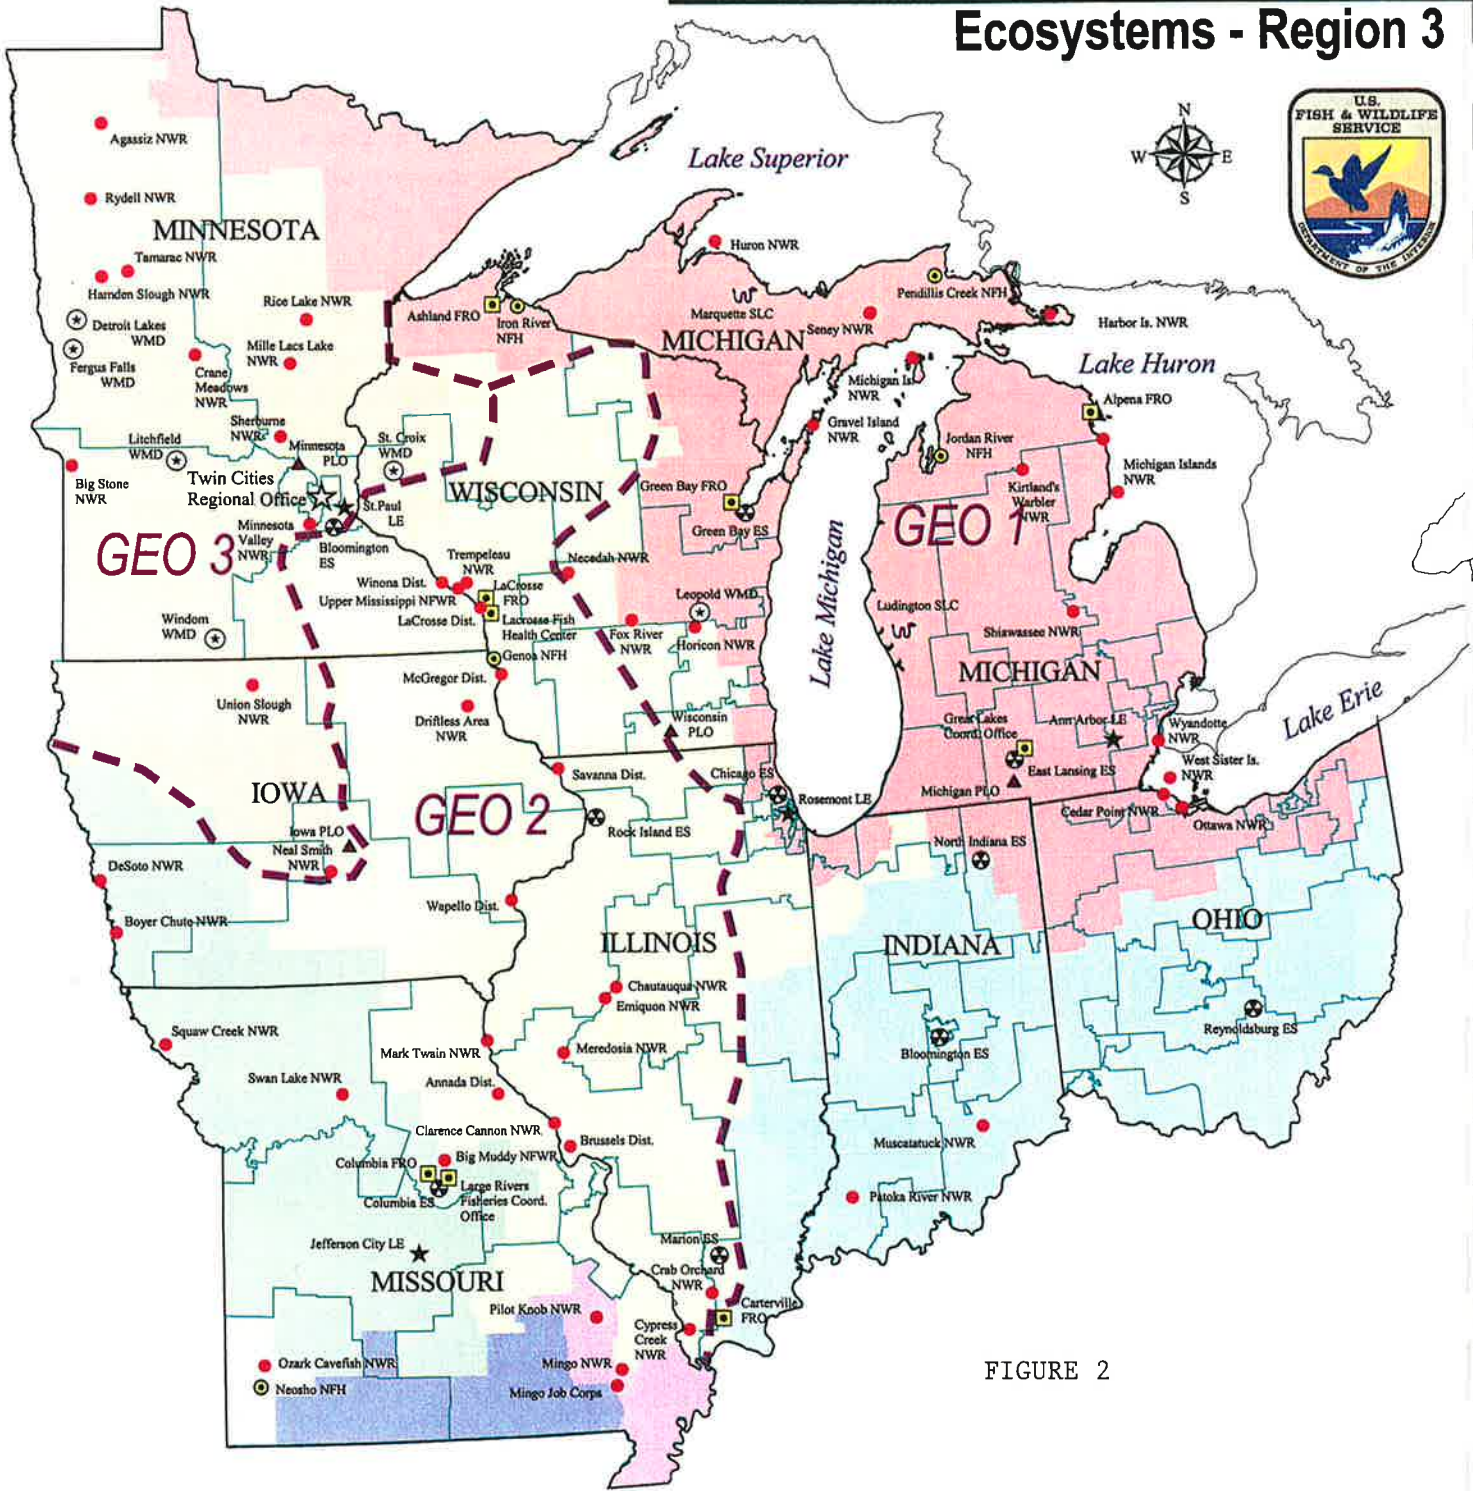 Ecosystems - Region 3
N
W
E
S
U.S.
FISH & WILDLIFE
SERVICE
DEPARTMENT OF THE INTERIOR
Lake Superior
Agassiz NWR
Rydell NWR
MINNESOTA
Tamarac NWR
Hamden Slough NWR
Detroit Lakes
WMD
Fergus Falls
WMD
Rice Lake NWR
Mille Lacs Lake
NWR
Crane
Meadows
NWR
Sherburne
NWR
Litchfield
WMD
Minnesota
PLO
St. Croix
WMD
Big Stone
NWR
Twin Cities
Regional Office
St.Paul
LE
Minnesota
Valley
NWR
Bloomington
ES
GEO 3
Windom
WMD
Huron NWR
Ashland FRO
Iron River
NFH
Marquette SLC
MICHIGAN
Seney NWR
Pendillis Creek NFH
Harbor Is. NWR
Lake Huron
Michigan Is.
NWR
Gravel Island
NWR
Alpena FRO
Jordan River
NFH
Kirtland's
Warbler
NWR
Michigan Islands
NWR
WISCONSIN
Green Bay FRO
Green Bay ES
GEO 1
Trempeleau
NWR
Winona Dist.
Upper Mississippi NFWR
LaCrosse
FRO
LaCrosse Dist.
Lacrosse Fish
Health Center
Genoa NFH
Necedah NWR
Leopold WMD
Fox River
NWR
Horicon NWR
Lake Michigan
Ludington SLC
Shiawassee NWR
MICHIGAN
McGregor Dist.
Union Slough
NWR
Driftless Area
NWR
Wisconsin
PLO
Great Lakes
Coord. Office
Ann Arbor LE
Wyandotte
NWR
East Lansing ES
Michigan PLO
West Sister Is.
NWR
Lake Erie
Cedar Point NWR
Ottawa NWR
IOWA
GEO 2
Savanna Dist.
Chicago ES
Rosemont LE
Rock Island ES
Iowa PLO
Neal Smith
NWR
DeSoto NWR
Boyer Chute NWR
Wapello Dist.
North Indiana ES
ILLINOIS
INDIANA
OHIO
Chautauqua NWR
Emiquon NWR
Meredosia NWR
Squaw Creek NWR
Swan Lake NWR
Mark Twain NWR
Annada Dist.
Clarence Cannon NWR
Brussels Dist.
Bloomington ES
Reynoldsburg ES
Muscatatuck NWR
Patoka River NWR
Columbia FRO
Big Muddy NFWR
Columbia ES
Large Rivers
Fisheries Coord.
Office
Jefferson City LE
MISSOURI
Marion ES
Crab Orchard
NWR
Carterville
FRO
Pilot Knob NWR
Cypress
Creek
NWR
Ozark Cavefish NWR
Neosho NFH
Mingo NWR
Mingo Job Corps
FIGURE 2